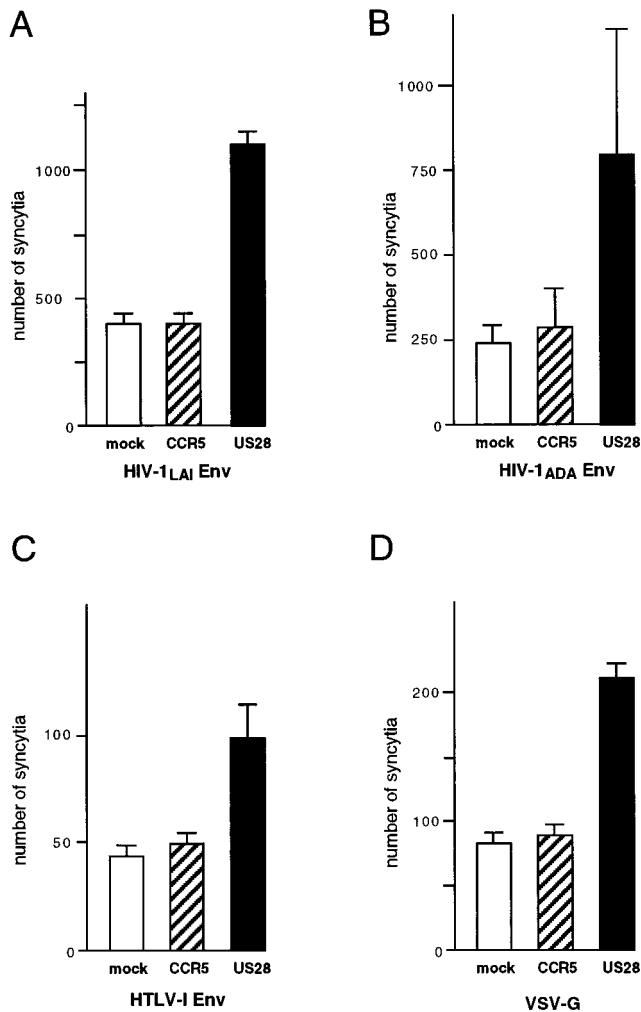 A
number of syncytia
1000
500
0
mock CCR5 US28
HIV-1LAI Env
B
number of syncytia
1000
750
500
250
0
mock CCR5 US28
HIV-1ADA Env
C
number of syncytia
100
50
0
mock CCR5 US28
HTLV-I Env
D
number of syncytia
200
100
0
mock CCR5 US28
VSV-G